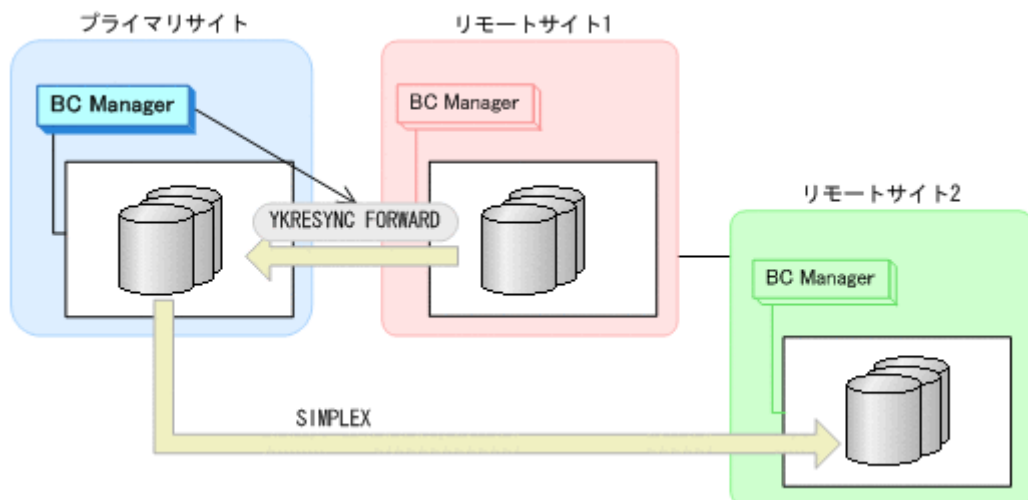 プライマリサイト
リモートサイト1
BC Manager
BC Manager
リモートサイト2
YKRESYNC FORWARD
BC Manager
SIMPLEX